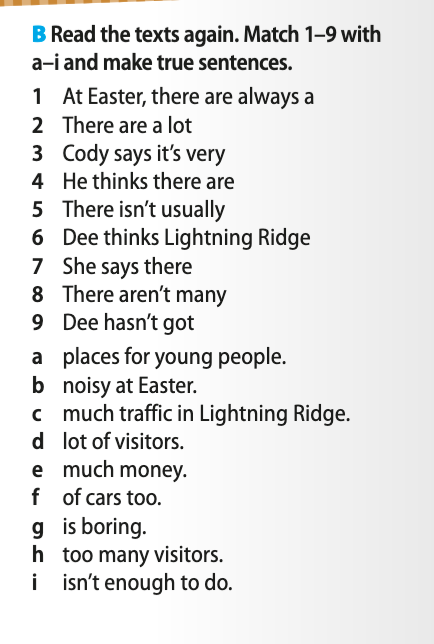 B Read the texts again. Match 1–9 with
a–i and make true sentences.
1 At Easter, there are always a
2 There are a lot
3 Cody says it’s very
4 He thinks there are
5 There isn’t usually
6 Dee thinks Lightning Ridge
7 She says there
8 There aren’t many
9 Dee hasn’t got
a places for young people.
b noisy at Easter.
c much traffic in Lightning Ridge.
d lot of visitors.
e much money.
f of cars too.
g is boring.
h too many visitors.
i isn’t enough to do.